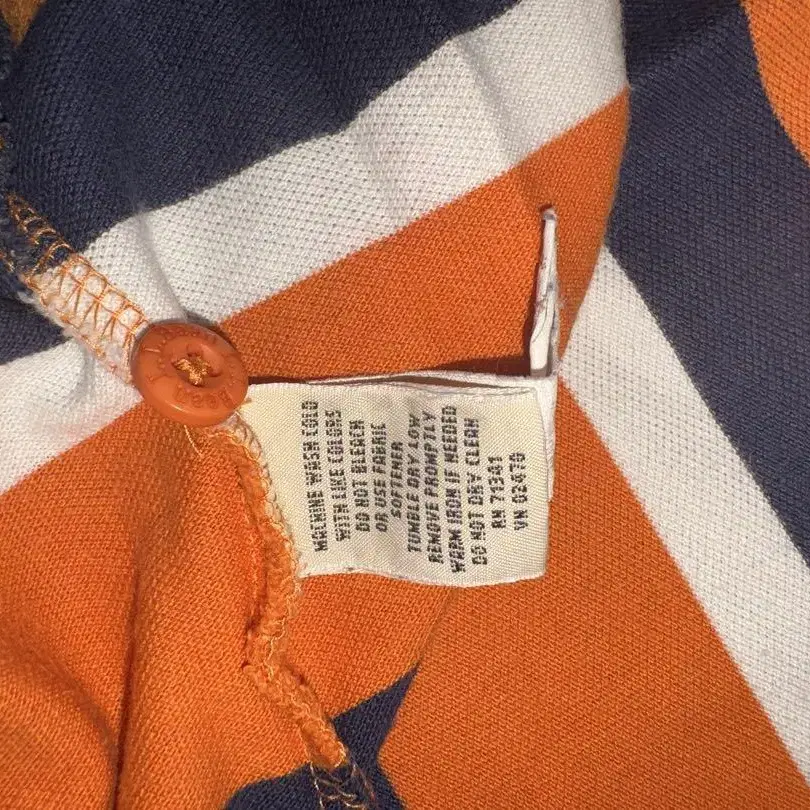 MACHINE WASH COLD
WITH LIKE COLORS
DO NOT BLEACH
OR USE FABRIC
SOFTENER
TUMBLE DRY LOW
REMOVE PROMPTLY
WARM IRON IF NEEDED
DO NOT DRY CLEAN
RN 71341
VN 02470